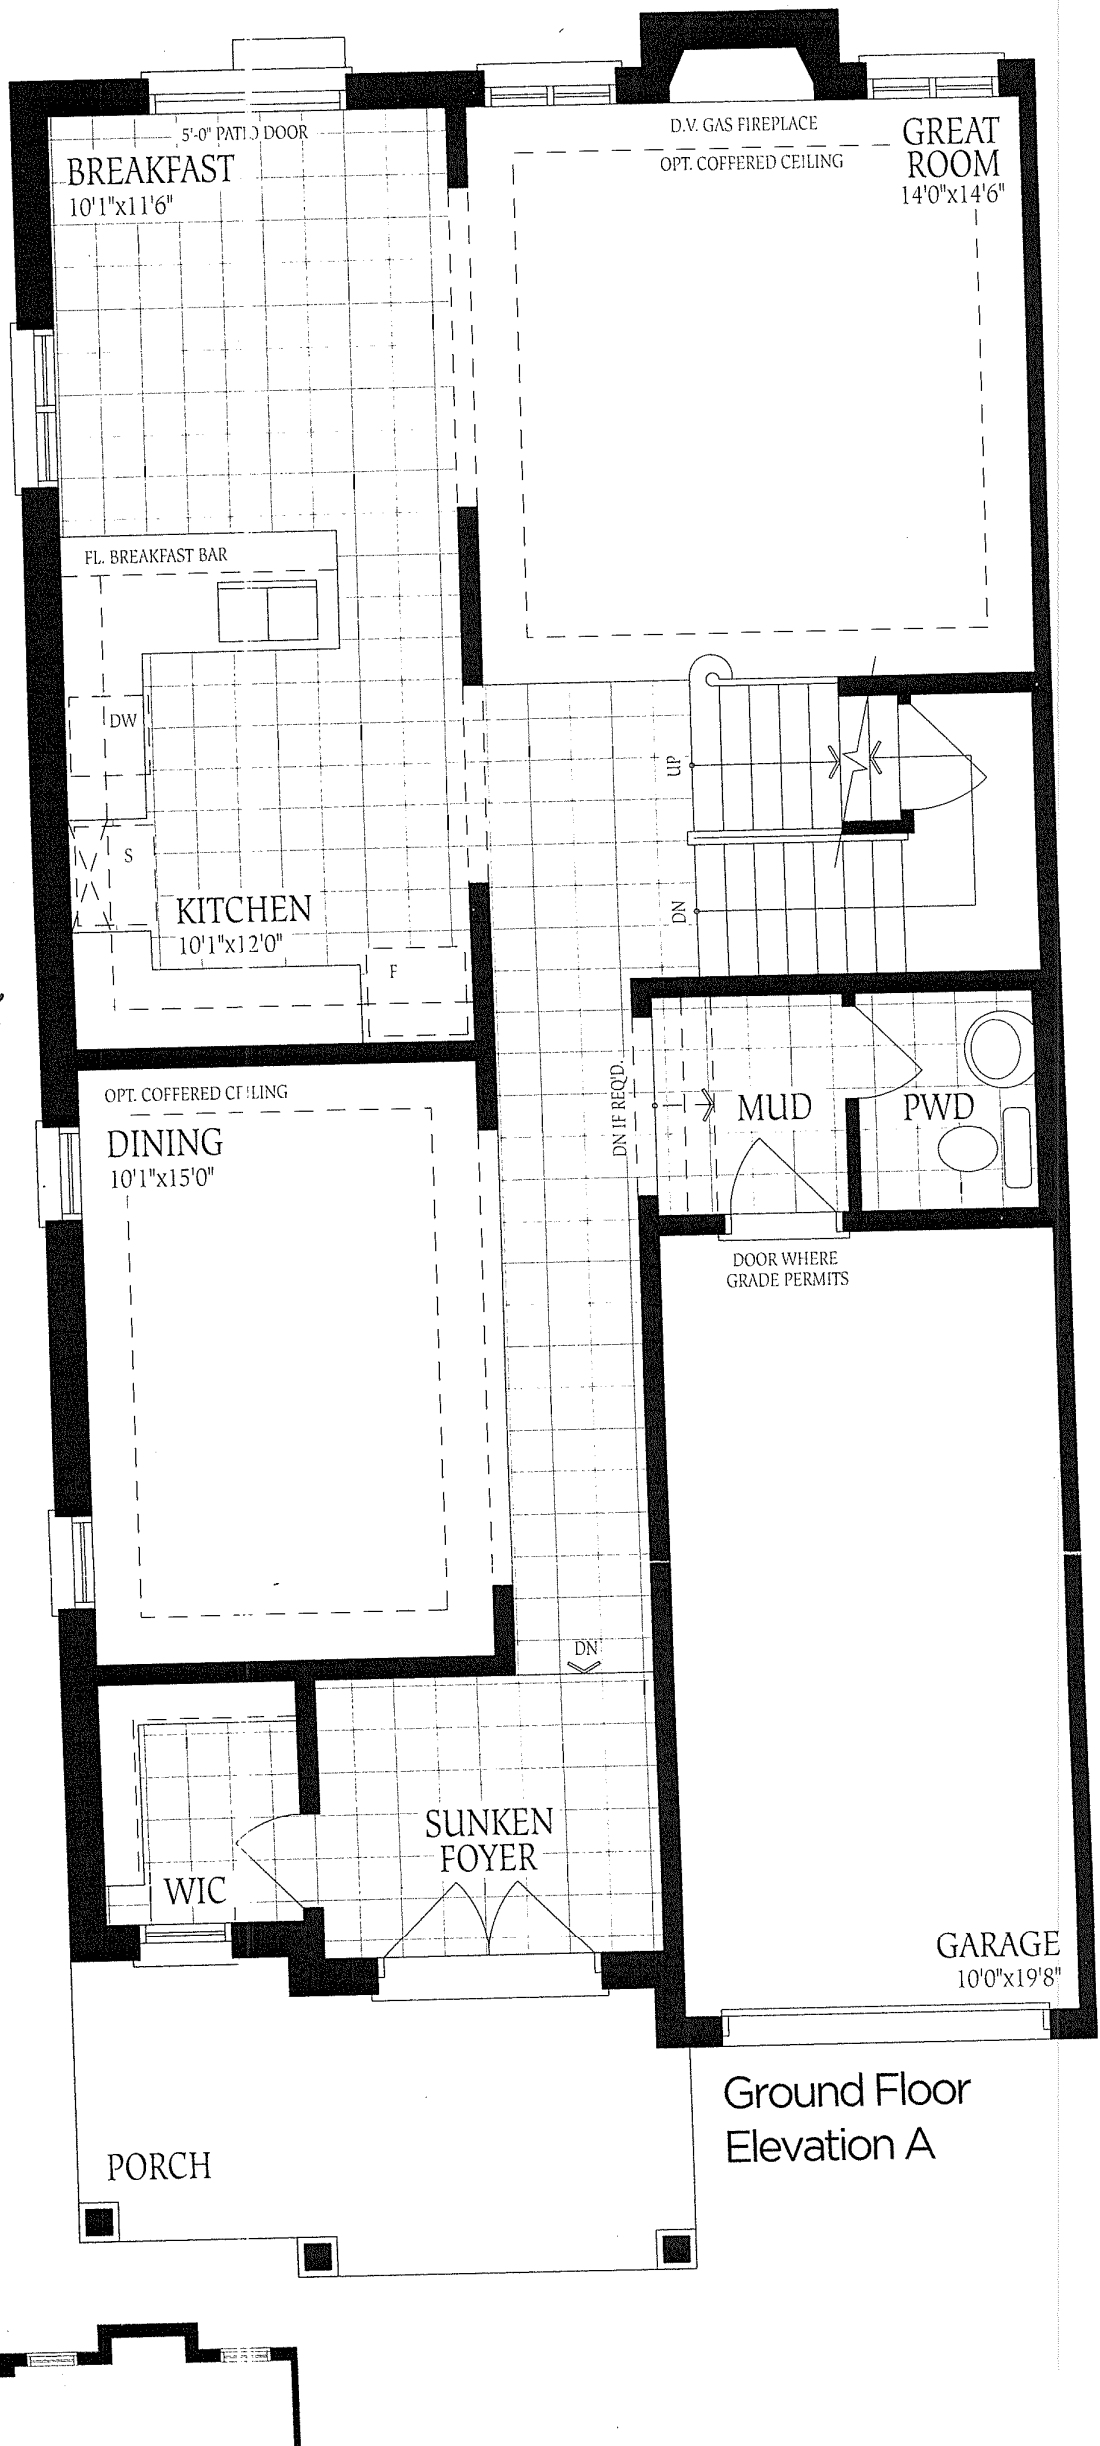 5'-0" PATIO DOOR
BREAKFAST
10'1"x11'6"
D.V. GAS FIREPLACE
OPT. COFFERED CEILING
GREAT
ROOM
14'0"x14'6"
FL. BREAKFAST BAR
DW
S
KITCHEN
10'1"x12'0"
F
UP
DN
OPT. COFFERED CEILING
DINING
10'1"x15'0"
DN IF REQ'D.
MUD
PWD
DOOR WHERE
GRADE PERMITS
DN
SUNKEN
FOYER
WIC
GARAGE
10'0"x19'8"
Ground Floor
Elevation A
PORCH